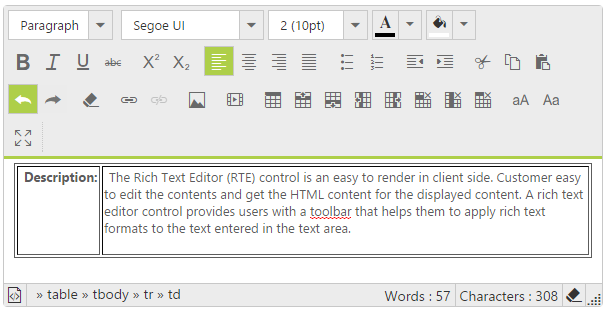 Paragraph Segoe UI 2 (10pt) A
B I U abc X² X₂
aA Aa
Description: The Rich Text Editor (RTE) control is an easy to render in client side. Customer easy
to edit the contents and get the HTML content for the displayed content. A rich text
editor control provides users with a toolbar that helps them to apply rich text
formats to the text entered in the text area.
» table » tbody » tr » td Words : 57 Characters : 308